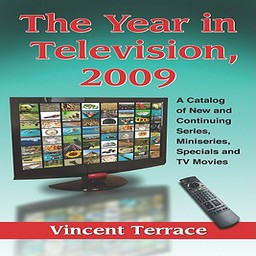 The Year in
Television,
2009
A Catalog
of New and
Continuing
Series,
Miniseries,
Specials and
TV Movies
Vincent Terrace